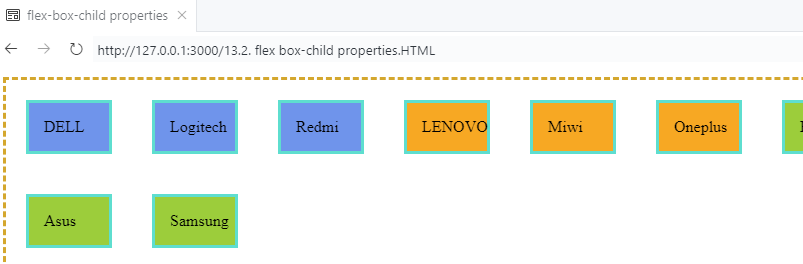 flex-box-child properties
http://127.0.0.1:3000/13.2. flex box-child properties.HTML
DELL Logitech Redmi LENOVO Miwi Oneplus
Asus Samsung